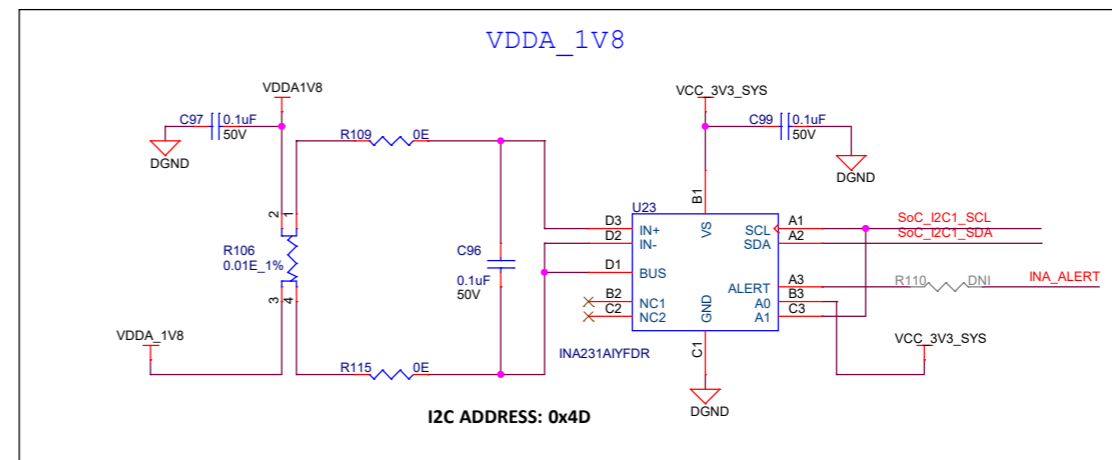 VDDA_1V8
VDDA1V8
VCC_3V3_SYS
C97 0.1uF
50V
DGND
R109 0E
C99 0.1uF
50V
DGND
2 1
R106
0.01E_1%
3 4
C96
0.1uF
50V
U23
B1
VS
D3 IN+
D2 IN-
D1 BUS
B2 NC1
C2 NC2
SCL A1 SoC_I2C1_SCL
SDA A2 SoC_I2C1_SDA
ALERT A3 R110 DNI INA_ALERT
A0 B3
A1 C3
GND
C1
INA231AIYFDR
VDDA_1V8
VCC_3V3_SYS
R115 0E
DGND
I2C ADDRESS: 0x4D